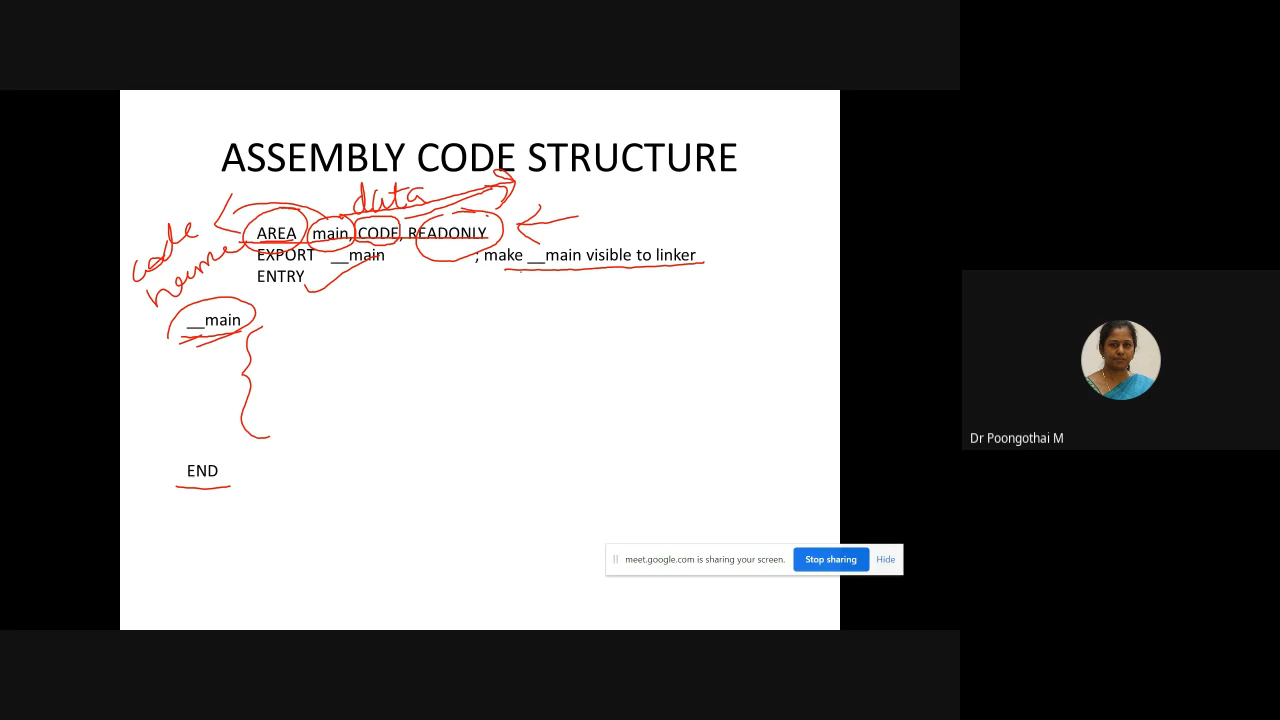 ASSEMBLY CODE STRUCTURE
data
AREA main, CODE, READONLY
code
name
EXPORT __main , make __main visible to linker
ENTRY
__main
END
Dr Poongothai M
meet.google.com is sharing your screen. Stop sharing Hide